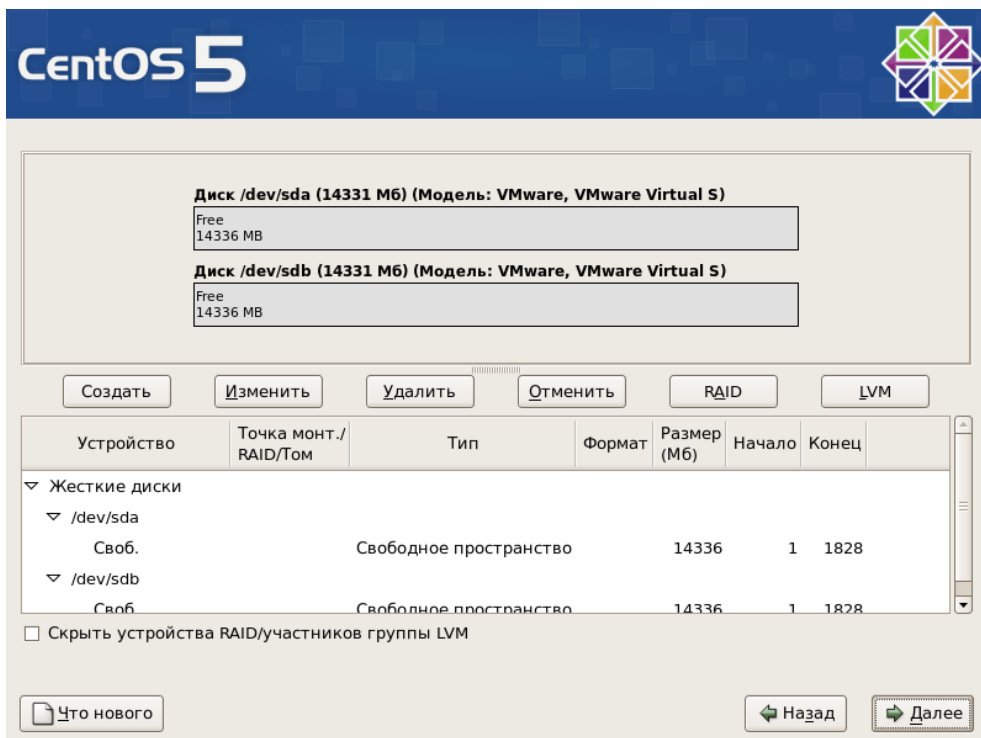 CentOS 5
Диск /dev/sda (14331 Мб) (Модель: VMware, VMware Virtual S)
Free
14336 MB
Диск /dev/sdb (14331 Мб) (Модель: VMware, VMware Virtual S)
Free
14336 MB
Создать Изменить Удалить Отменить RAID LVM
Устройство Точка монт./ RAID/Том Тип Формат Размер (Мб) Начало Конец
Жесткие диски
/dev/sda
Своб. Свободное пространство 14336 1 1828
/dev/sdb
Своб. Свободное пространство 14336 1 1828
Скрыть устройства RAID/участников группы LVM
Что нового Назад Далее